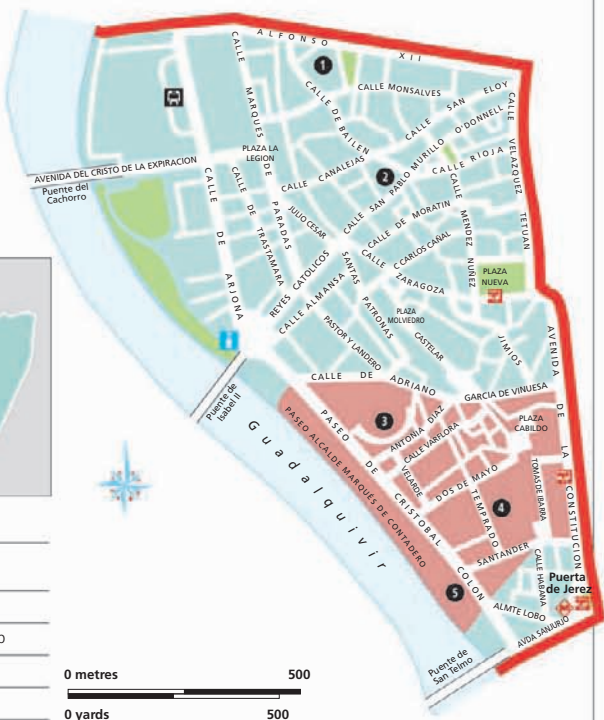 ALFONSO XII
1
CALLE MARQUES DE PARADAS
CALLE DE BAILEN
CALLE MONSALVES
CALLE SAN ELOY
O'DONNELL
CALLE VELAZQUEZ TETUAN
AVENIDA DEL CRISTO DE LA EXPIRACION
Puente del
Cachorro
PLAZA LA
LEGION
CALLE CANALEJAS
2
CALLE SAN PABLO MURILLO
CALLE RIOJA
CALLE DE ARJONA
CALLE DE TRASTAMARA
JULIO CESAR
CALLE DE MORATIN
CALLE MENDEZ NUÑEZ
C CARLOS CAÑAL
REYES CATOLICOS
CALLE ALMANSA
SANTAS PATRONAS
CALLE ZARAGOZA
PLAZA
NUEVA
PLAZA
MOLVIEDRO
PASTOR Y LANDERO
CASTELAR
JIMIOS
i
Puente de
Isabel II
CALLE DE ADRIANO
GARCIA DE VINUESA
AVENIDA DE LA CONSTITUCION
3
PASEO DE CRISTOBAL COLON
PASEO ALCALDE MARQUÉS DE CONTADERO
Guadalquivir
ANTONIA DIAZ
CALLE VARFLORA
VELARDE
PLAZA
CABILDO
DOS DE MAYO
TEMPRADO
TOMAS DE IBARRA
4
SANTANDER
CALLE HABANA
Puerta
de Jerez
5
ALMTE LOBO
AVDA SANJURJO
Puente de
San Telmo
0 metres 500
0 yards 500